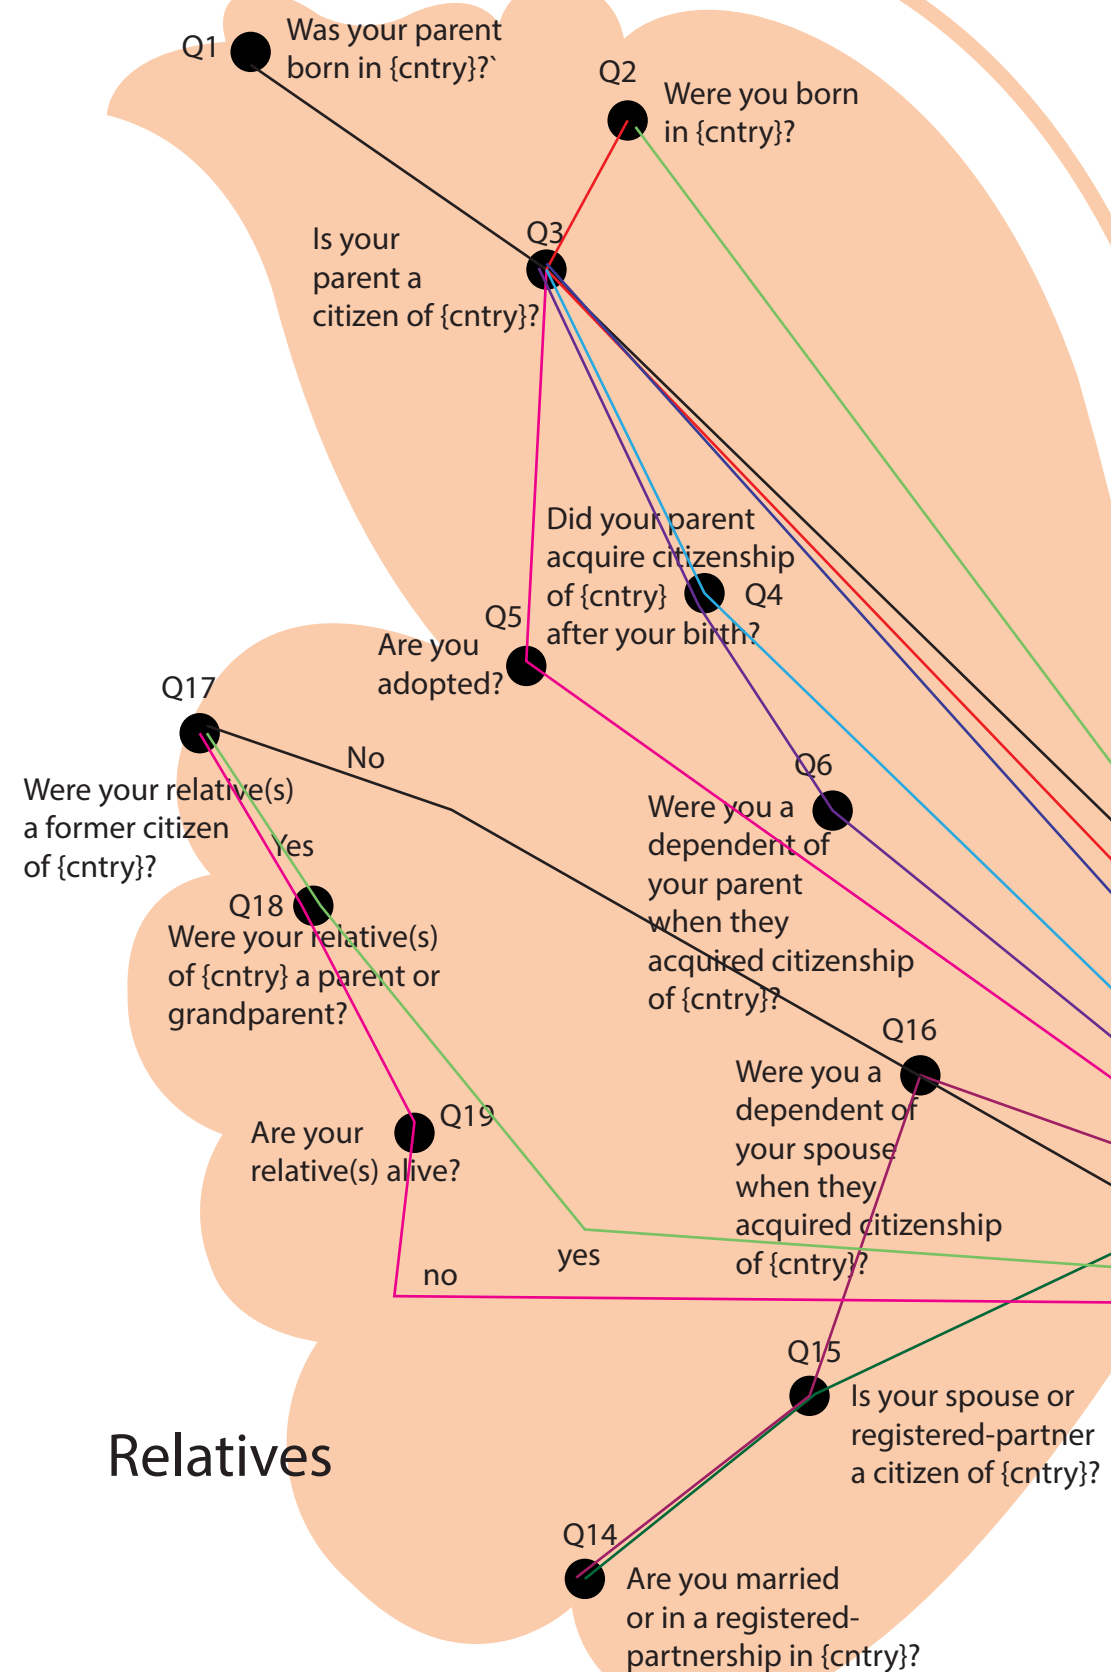 Q1
Was your parent
born in {cntry}?`
Q2
Were you born
in {cntry}?
Q3
Is your
parent a
citizen of {cntry}?
Did your parent
acquire citizenship
of {cntry}
after your birth?
Q4
Q5
Are you
adopted?
Q17
No
Were your relative(s)
a former citizen
of {cntry}?
Yes
Q6
Were you a
dependent of
your parent
when they
acquired citizenship
of {cntry}?
Q18
Were your relative(s)
of {cntry} a parent or
grandparent?
Q16
Were you a
dependent of
your spouse
when they
acquired citizenship
of {cntry}?
Q19
Are your
relative(s) alive?
yes
no
Q15
Is your spouse or
registered-partner
a citizen of {cntry}?
Relatives
Q14
Are you married
or in a registered-
partnership in {cntry}?